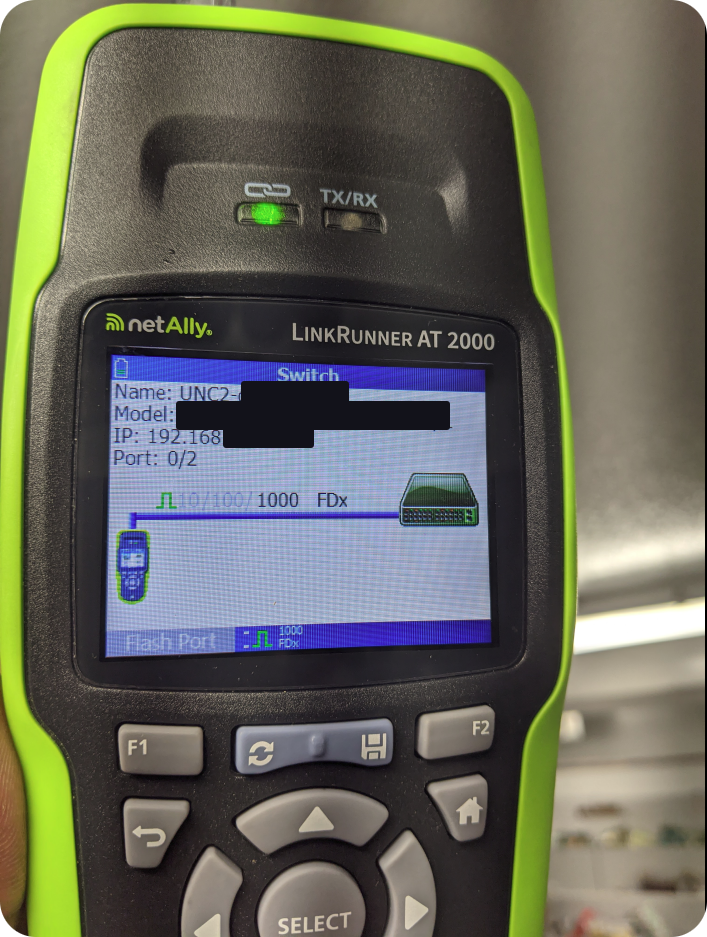 TX/RX
netAlly
LINKRUNNER AT 2000
Switch
Name: UNC2-
Model:
IP: 192.168
Port: 0/2
10/100/1000 FDx
Flash Port
1000
FDx
F1
F2
SELECT